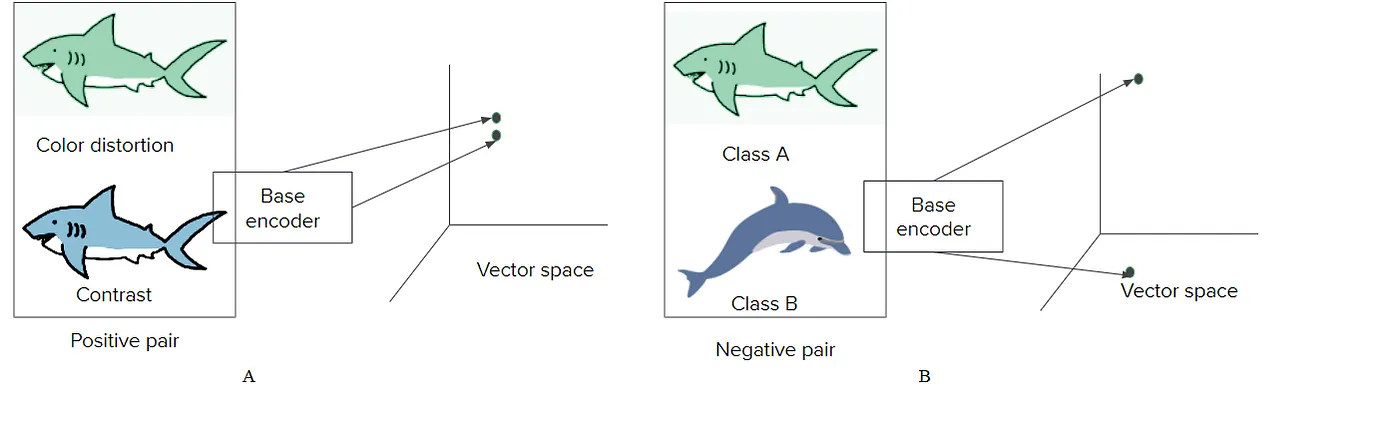 Color distortion
Base
encoder
Contrast
Vector space
Positive pair
A
Class A
Base
encoder
Class B
Vector space
Negative pair
B